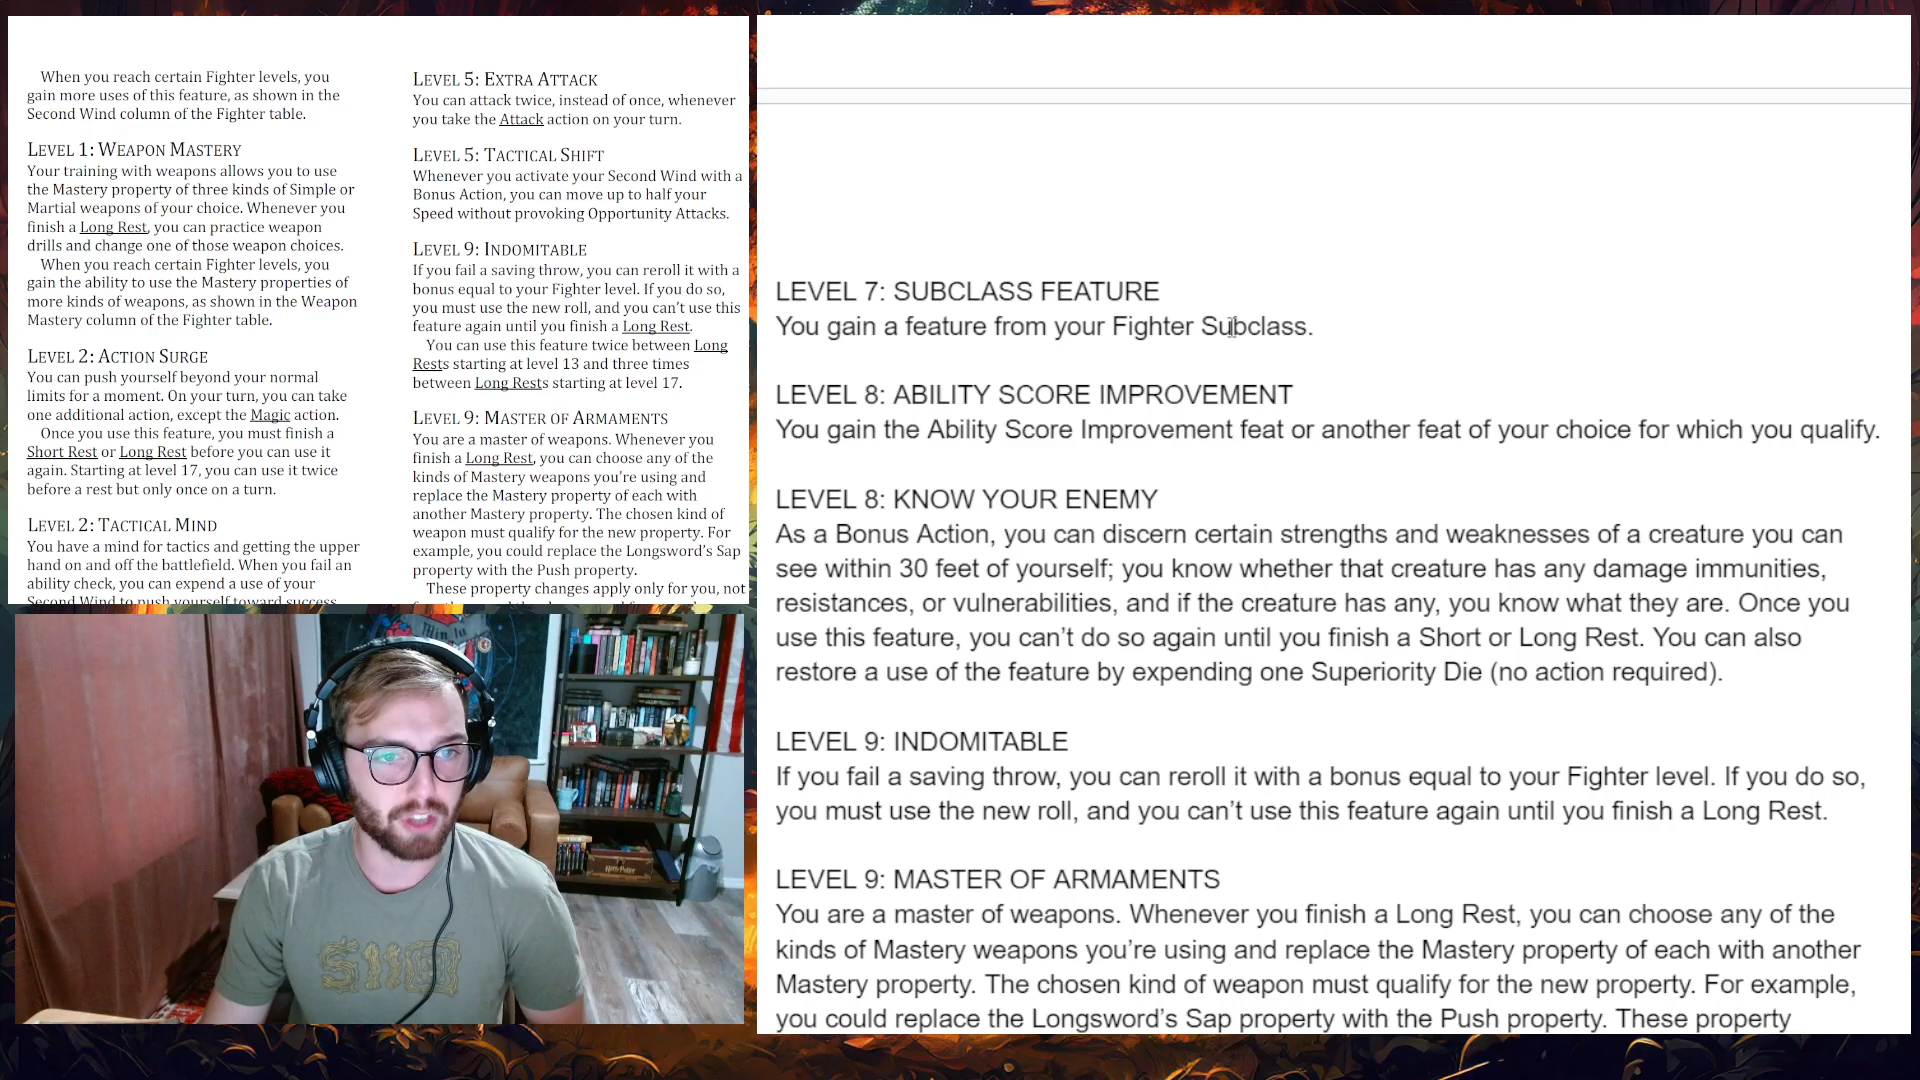 When you reach certain Fighter levels, you
gain more uses of this feature, as shown in the
Second Wind column of the Fighter table.
LEVEL 1: WEAPON MASTERY
Your training with weapons allows you to use
the Mastery property of three kinds of Simple or
Martial weapons of your choice. Whenever you
finish a Long Rest, you can practice weapon
drills and change one of those weapon choices.
When you reach certain Fighter levels, you
gain the ability to use the Mastery properties of
more kinds of weapons, as shown in the Weapon
Mastery column of the Fighter table.
LEVEL 2: ACTION SURGE
You can push yourself beyond your normal
limits for a moment. On your turn, you can take
one additional action, except the Magic action.
Once you use this feature, you must finish a
Short Rest or Long Rest before you can use it
again. Starting at level 17, you can use it twice
before a rest but only once on a turn.
LEVEL 2: TACTICAL MIND
You have a mind for tactics and getting the upper
hand on and off the battlefield. When you fail an
ability check, you can expend a use of your
Second Wind to push yourself toward success
LEVEL 5: EXTRA ATTACK
You can attack twice, instead of once, whenever
you take the Attack action on your turn.
LEVEL 5: TACTICAL SHIFT
Whenever you activate your Second Wind with a
Bonus Action, you can move up to half your
Speed without provoking Opportunity Attacks.
LEVEL 9: INDOMITABLE
If you fail a saving throw, you can reroll it with a
bonus equal to your Fighter level. If you do so,
you must use the new roll, and you can't use this
feature again until you finish a Long Rest.
You can use this feature twice between Long
Rests starting at level 13 and three times
between Long Rests starting at level 17.
LEVEL 9: MASTER OF ARMAMENTS
You are a master of weapons. Whenever you
finish a Long Rest, you can choose any of the
kinds of Mastery weapons you're using and
replace the Mastery property of each with
another Mastery property. The chosen kind of
weapon must qualify for the new property. For
example, you could replace the Longsword's Sap
property with the Push property.
These property changes apply only for you, not
LEVEL 7: SUBCLASS FEATURE
You gain a feature from your Fighter Subclass.
LEVEL 8: ABILITY SCORE IMPROVEMENT
You gain the Ability Score Improvement feat or another feat of your choice for which you qualify.
LEVEL 8: KNOW YOUR ENEMY
As a Bonus Action, you can discern certain strengths and weaknesses of a creature you can
see within 30 feet of yourself; you know whether that creature has any damage immunities,
resistances, or vulnerabilities, and if the creature has any, you know what they are. Once you
use this feature, you can't do so again until you finish a Short or Long Rest. You can also
restore a use of the feature by expending one Superiority Die (no action required).
LEVEL 9: INDOMITABLE
If you fail a saving throw, you can reroll it with a bonus equal to your Fighter level. If you do so,
you must use the new roll, and you can't use this feature again until you finish a Long Rest.
LEVEL 9: MASTER OF ARMAMENTS
You are a master of weapons. Whenever you finish a Long Rest, you can choose any of the
kinds of Mastery weapons you're using and replace the Mastery property of each with another
Mastery property. The chosen kind of weapon must qualify for the new property. For example,
you could replace the Longsword's Sap property with the Push property. These property
Harry Potter